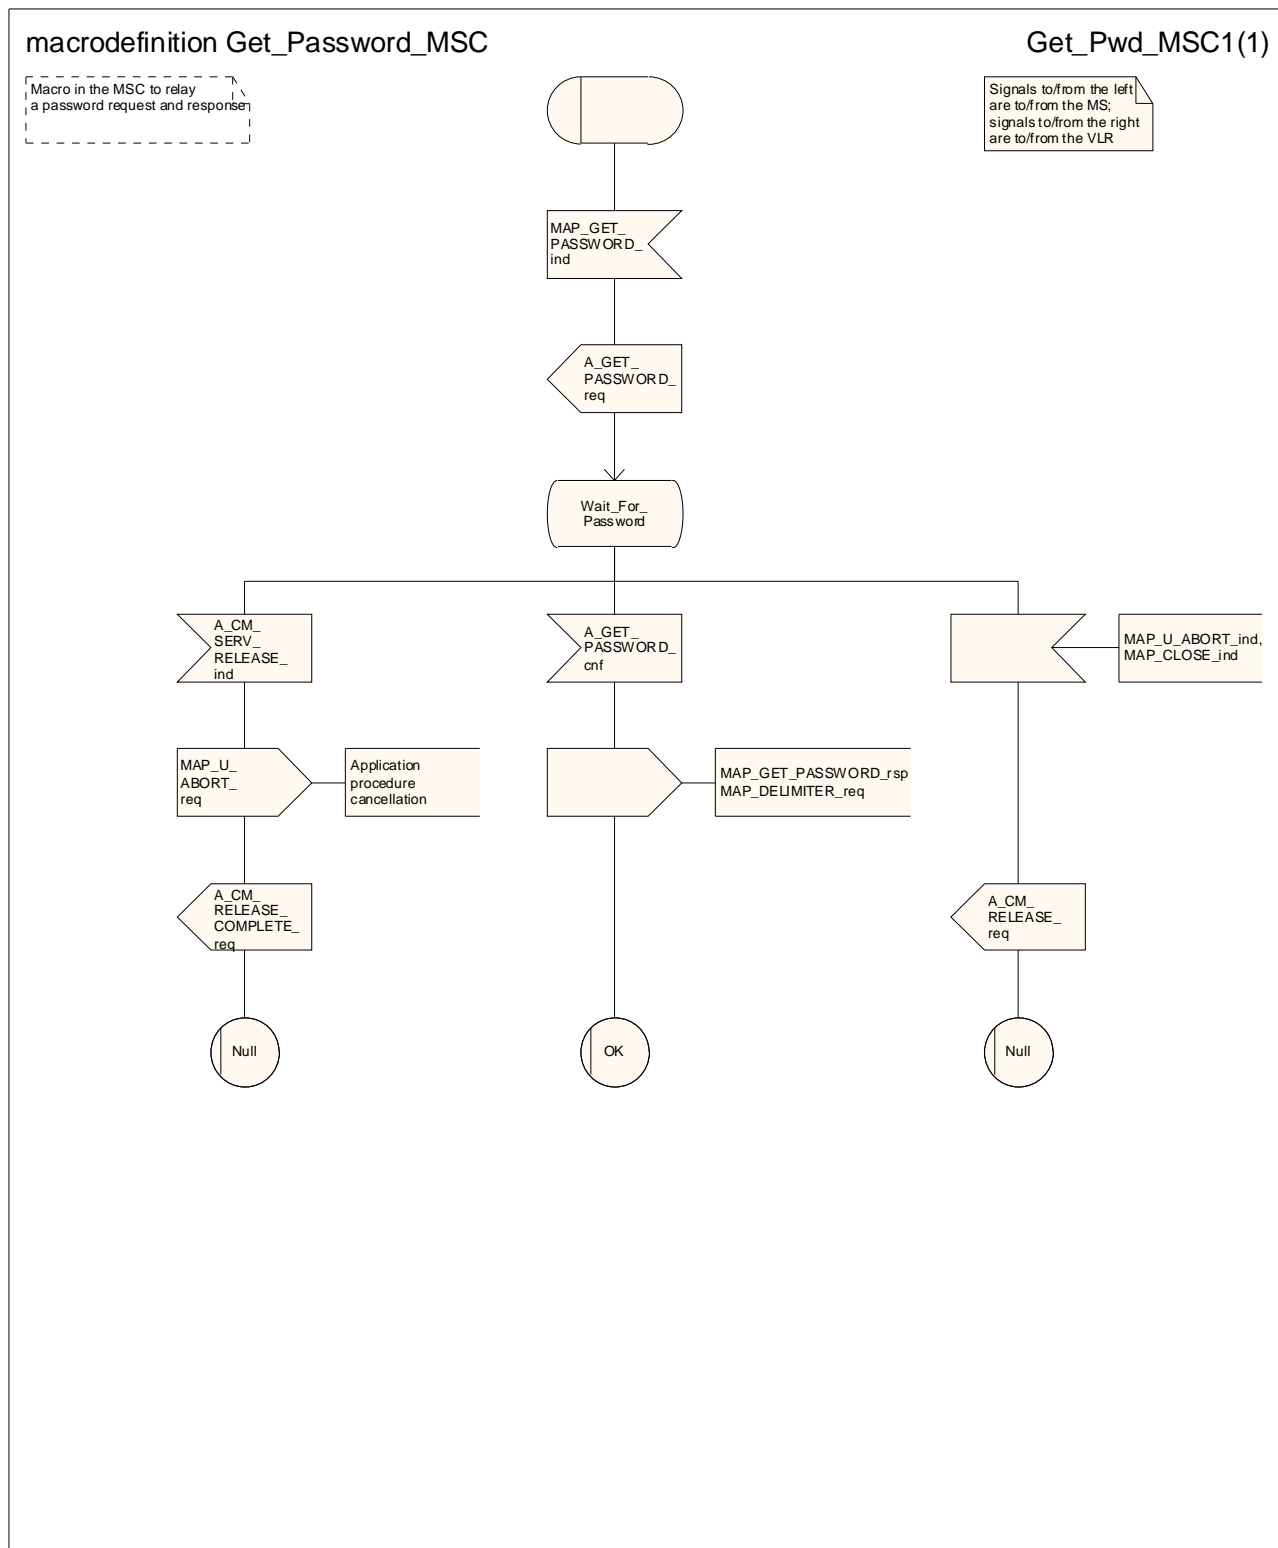 macrodefinition Get_Password_MSC
Get_Pwd_MSC1(1)
Macro in the MSC to relay
a password request and response
Signals to/from the left
are to/from the MS;
signals to/from the right
are to/from the VLR
MAP_GET_
PASSWORD_
ind
A_GET_
PASSWORD_
req
Wait_For_
Password
A_CM_
SERV_
RELEASE_
ind
A_GET_
PASSWORD_
cnf
MAP_U_ABORT_ind,
MAP_CLOSE_ind
MAP_U_
ABORT_
req
Application
procedure
cancellation
MAP_GET_PASSWORD_rsp
MAP_DELIMITER_req
A_CM_
RELEASE_
COMPLETE_
req
A_CM_
RELEASE_
req
Null
OK
Null